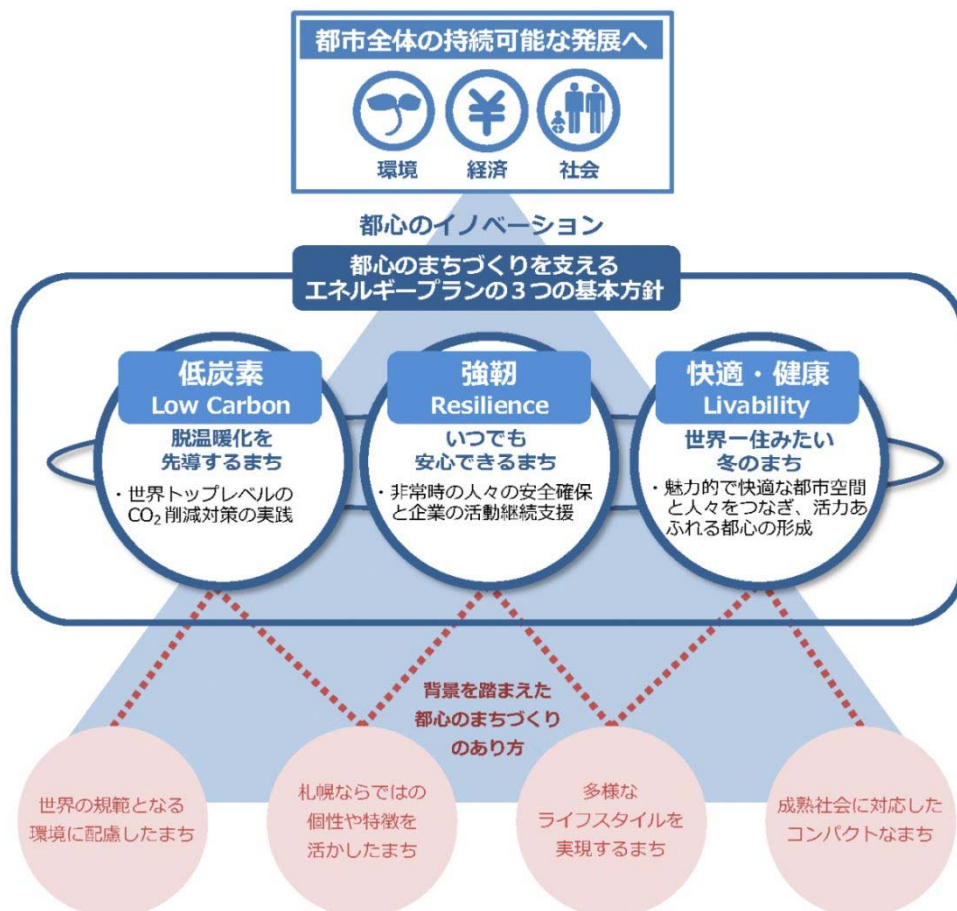 都市全体の持続可能な発展へ
環境
経済
社会
都心のイノベーション
都心のまちづくりを支える
エネルギープランの３つの基本方針
低炭素
Low Carbon
脱温暖化を
先導するまち
・世界トップレベルの
CO₂削減対策の実践
強靭
Resilience
いつでも
安心できるまち
・非常時の人々の安全確保
と企業の活動継続支援
快適・健康
Livability
世界一住みたい
冬のまち
・魅力的で快適な都市空間
と人々をつなぎ、活力あ
ふれる都心の形成
背景を踏まえた
都心のまちづくり
のあり方
世界の規範となる
環境に配慮したまち
札幌ならではの
個性や特徴を
活かしたまち
多様な
ライフスタイルを
実現するまち
成熟社会に対応した
コンパクトなまち